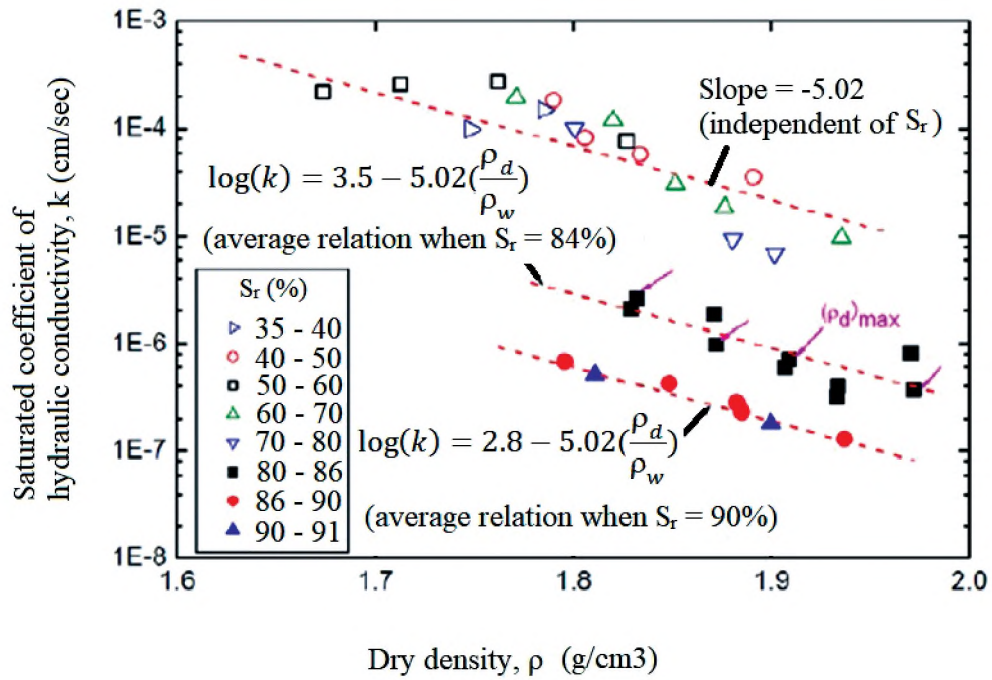 Saturated coefficient of
hydraulic conductivity, k (cm/sec)
1E-3
1E-4
1E-5
1E-6
1E-7
1E-8
Slope = -5.02
(independent of Sᵣ)
log(k) = 3.5 − 5.02(ρ_d/ρ_w)
(average relation when Sᵣ = 84%)
Sᵣ (%)
35 - 40
40 - 50
50 - 60
60 - 70
70 - 80
80 - 86
86 - 90
90 - 91
(ρd)max
log(k) = 2.8 − 5.02(ρ_d/ρ_w)
(average relation when Sᵣ = 90%)
1.6
1.7
1.8
1.9
2.0
Dry density, ρ (g/cm3)